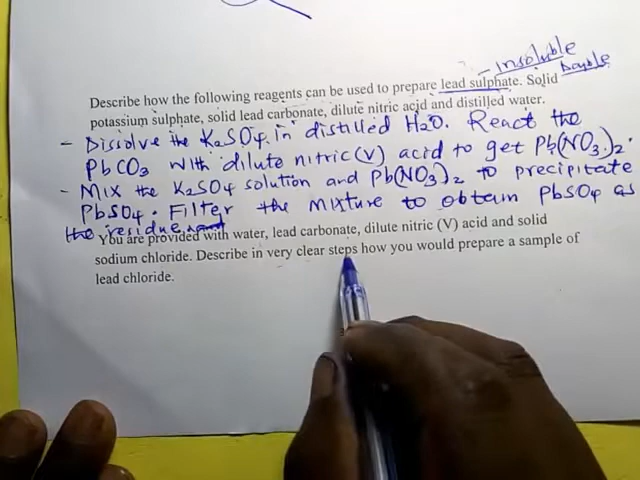 insoluble
Double
Describe how the following reagents can be used to prepare lead sulphate. Solid
potassium sulphate, solid lead carbonate, dilute nitric acid and distilled water.
- Dissolve the K₂SO₄ in distilled H₂O. React the
PbCO₃ with dilute nitric(V) acid to get Pb(NO₃)₂.
- Mix the K₂SO₄ solution and Pb(NO₃)₂ to precipitate
PbSO₄. Filter the mixture to obtain PbSO₄ as
the residue
You are provided with water, lead carbonate, dilute nitric (V) acid and solid
sodium chloride. Describe in very clear steps how you would prepare a sample of
lead chloride.